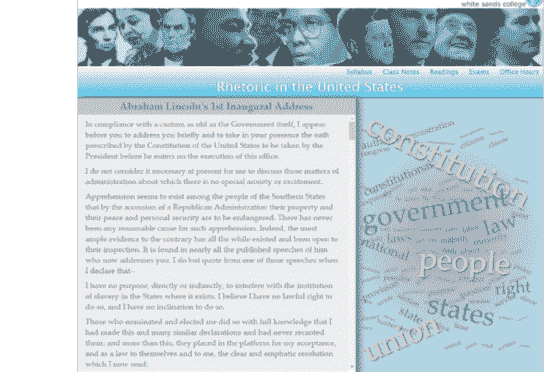 white sands college
Syllabus Class Notes Readings Exams Office Hours
Rhetoric in the United States
Abraham Lincoln's 1st Inaugural Address
In compliance with a custom as old as the Government itself, I appear
before you to address you briefly and to take in your presence the oath
prescribed by the Constitution of the United States to be taken by the
President before he enters on the execution of this office.
I do not consider it necessary at present for me to discuss those matters of
administration about which there is no special anxiety or excitement.
Apprehension seems to exist among the people of the Southern States
that by the accession of a Republican Administration their property and
their peace and personal security are to be endangered. There has never
been any reasonable cause for such apprehension. Indeed, the most
ample evidence to the contrary has all the while existed and been open to
their inspection. It is found in nearly all the published speeches of him
who now addresses you. I do but quote from one of those speeches when
I declare that--
I have no purpose, directly or indirectly, to interfere with the institution
of slavery in the States where it exists. I believe I have no lawful right to
do so, and I have no inclination to do so.
Those who nominated and elected me did so with full knowledge that I
had made this and many similar declarations and had never recanted
them; and more than this, they placed in the platform for my acceptance,
and as a law to themselves and to me, the clear and emphatic resolution
which I now read:
constitution
administration
congress
constitutional
government
law
laws
majority
national
people
right
states
state
union